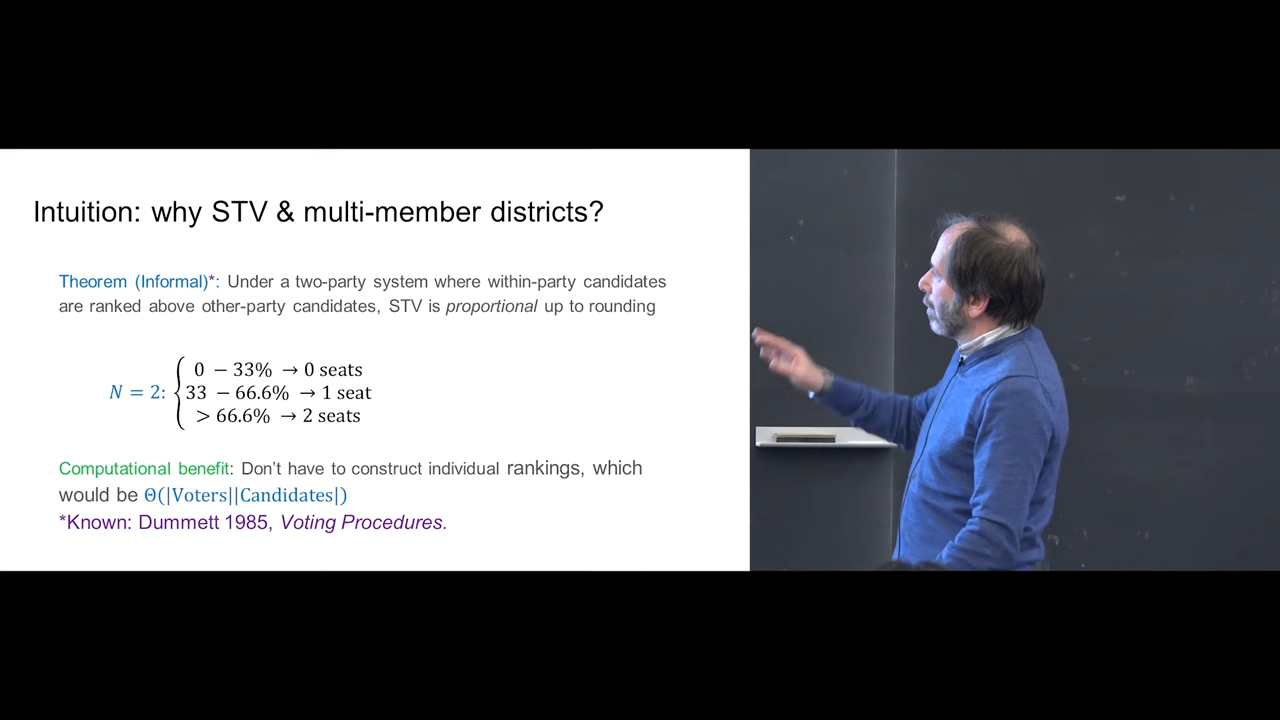 Intuition: why STV & multi-member districts?
Theorem (Informal)*: Under a two-party system where within-party candidates
are ranked above other-party candidates, STV is proportional up to rounding
N = 2: { 0 − 33% → 0 seats
33 − 66.6% → 1 seat
> 66.6% → 2 seats
Computational benefit: Don't have to construct individual rankings, which
would be Θ(|Voters||Candidates|)
*Known: Dummett 1985, Voting Procedures.